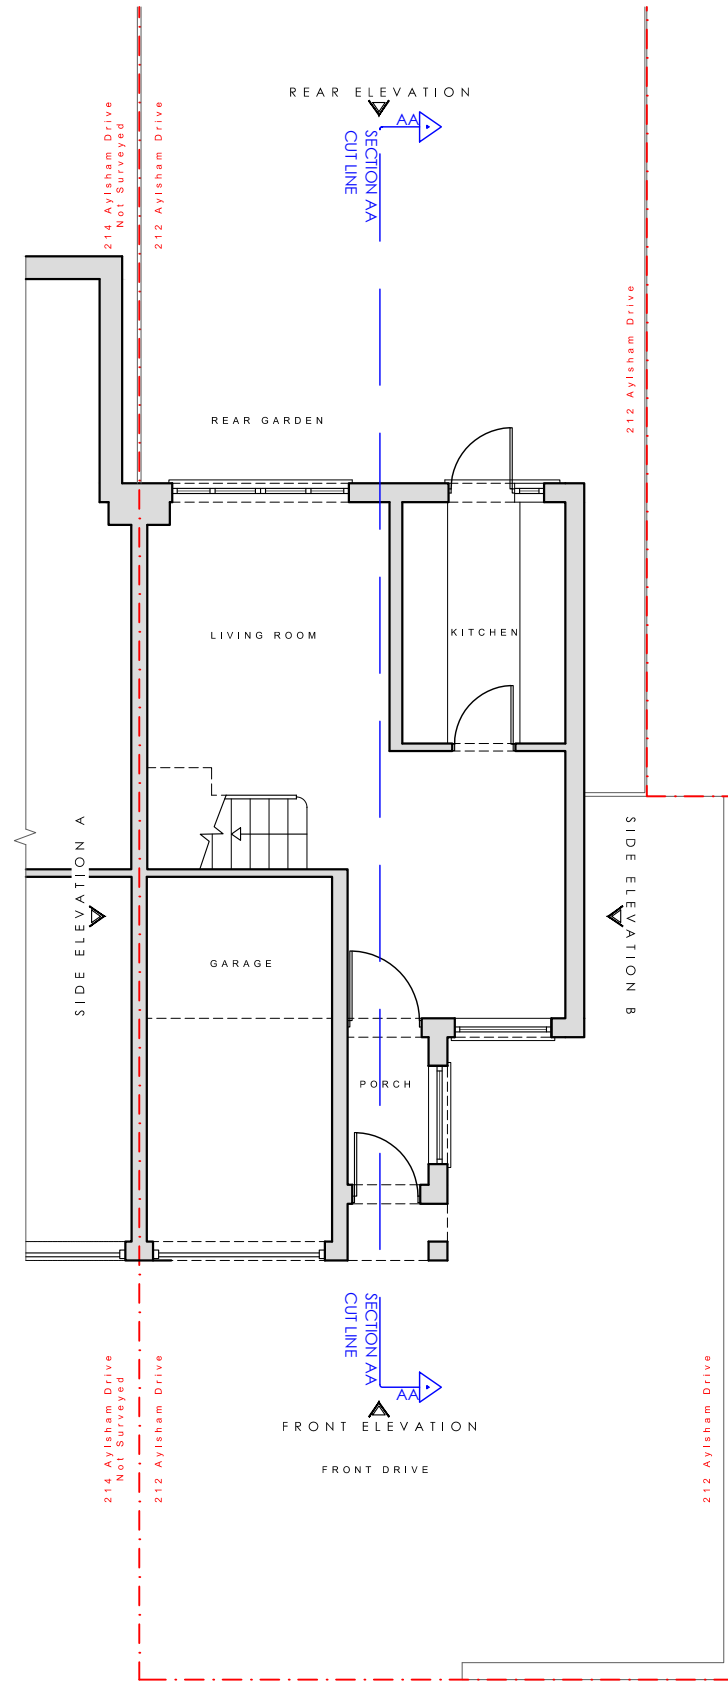 REAR ELEVATION
AA
SECTION AA
CUT LINE
214 Aylsham Drive
Not Surveyed
212 Aylsham Drive
212 Aylsham Drive
REAR GARDEN
LIVING ROOM
KITCHEN
SIDE ELEVATION A
SIDE ELEVATION B
GARAGE
PORCH
SECTION AA
CUT LINE
AA
FRONT ELEVATION
FRONT DRIVE
214 Aylsham Drive
Not Surveyed
212 Aylsham Drive
212 Aylsham Drive